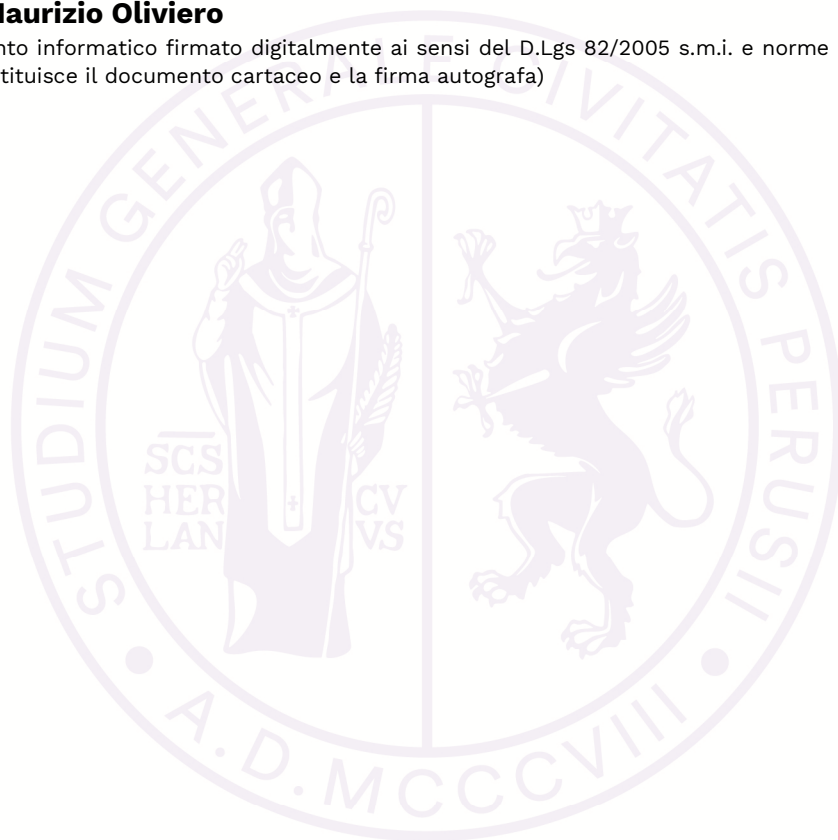 Maurizio Oliviero
nto informatico firmato digitalmente ai sensi del D.Lgs 82/2005 s.m.i. e norme
tituisce il documento cartaceo e la firma autografa)
STUDIUM GENERALE CIVITATIS PERUSII
SCS
HER CV
LAN VS
A.D. MCCCVIII